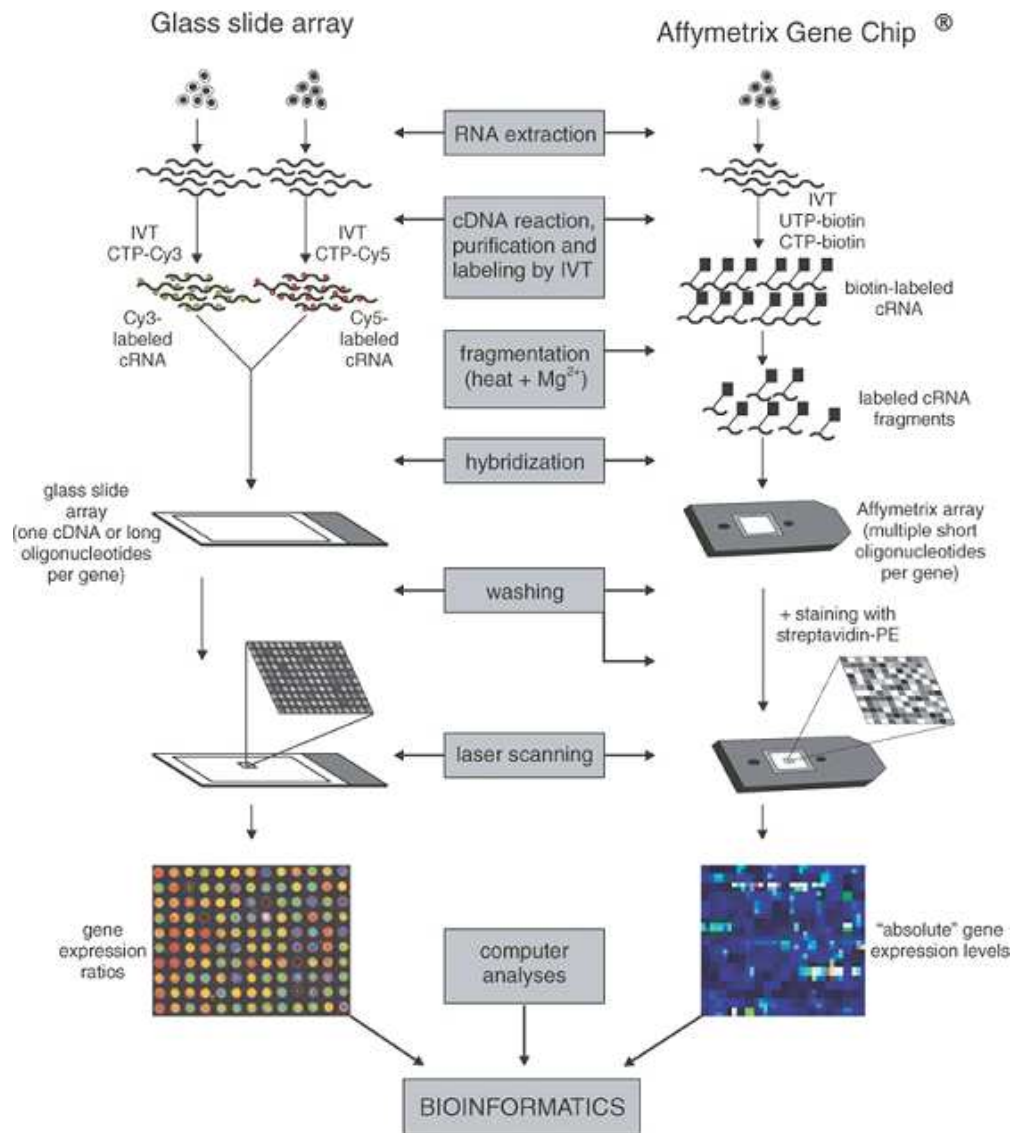 Glass slide array
Affymetrix Gene Chip ®
RNA extraction
IVT
CTP-Cy3
IVT
CTP-Cy5
cDNA reaction,
purification and
labeling by IVT
IVT
UTP-biotin
CTP-biotin
biotin-labeled
cRNA
Cy3-
labeled
cRNA
Cy5-
labeled
cRNA
fragmentation
(heat + Mg²⁺)
labeled cRNA
fragments
hybridization
glass slide
array
(one cDNA or long
oligonucleotides
per gene)
Affymetrix array
(multiple short
oligonucleotides
per gene)
washing
+ staining with
streptavidin-PE
laser scanning
gene
expression
ratios
computer
analyses
"absolute" gene
expression levels
BIOINFORMATICS